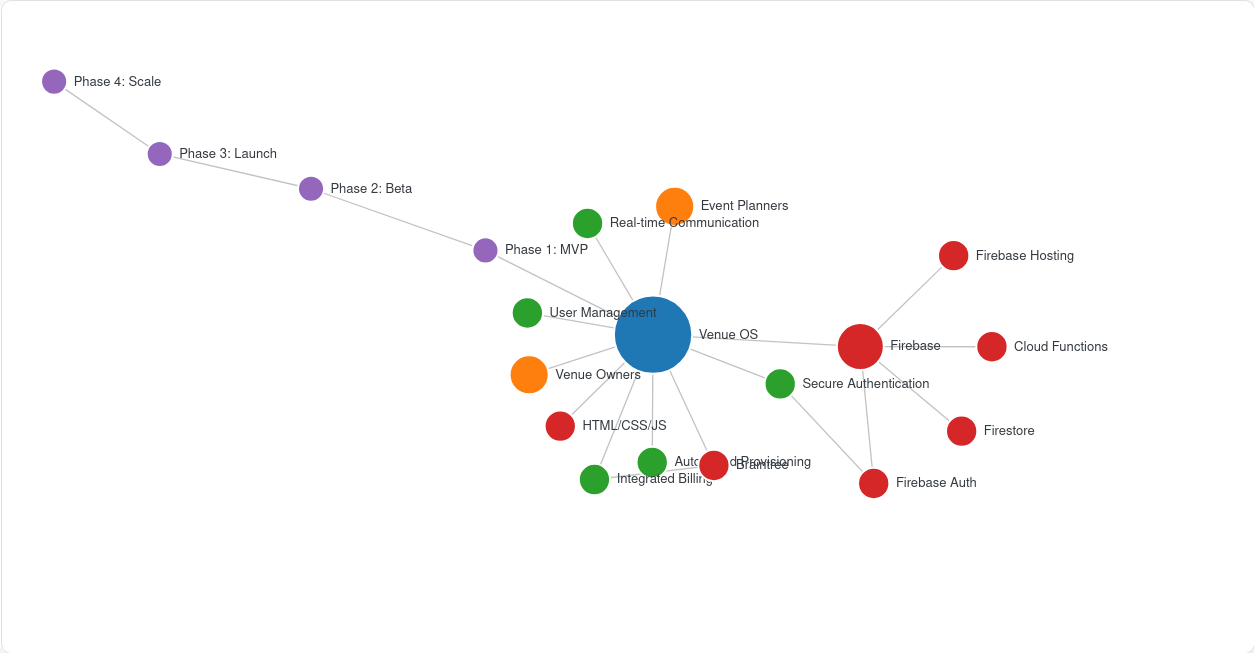 Phase 4: Scale
Phase 3: Launch
Phase 2: Beta
Event Planners
Real-time Communication
Phase 1: MVP
Firebase Hosting
User Management
Venue OS
Firebase
Cloud Functions
Venue Owners
Secure Authentication
HTML/CSS/JS
Firestore
Provisioning
Braintree
Integrated Billing
Firebase Auth